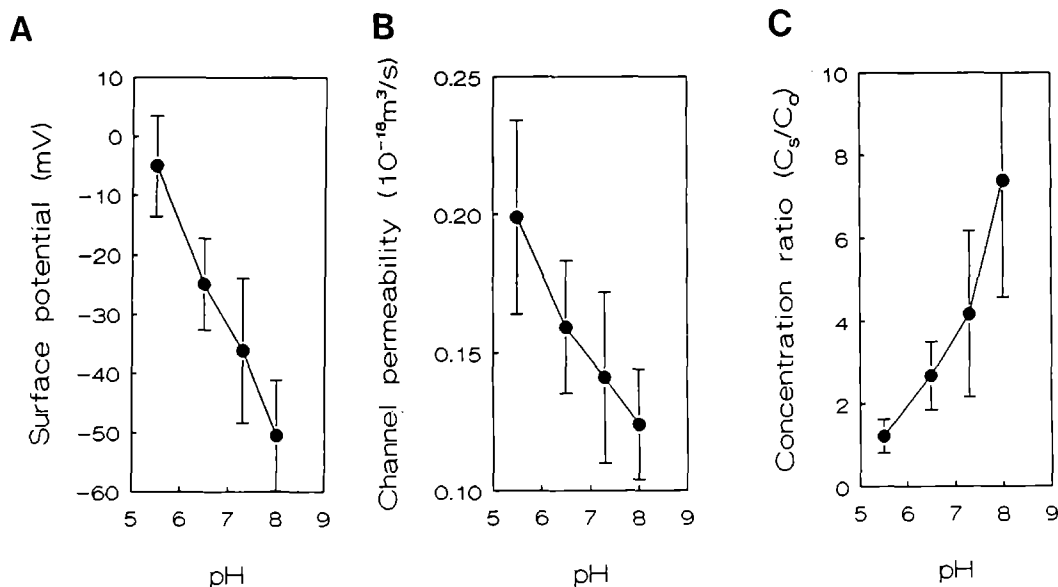 A
Surface potential (mV)
10
0
-10
-20
-30
-40
-50
-60
5 6 7 8 9
pH
B
Channel permeability (10⁻¹⁸m³/s)
0.25
0.20
0.15
0.10
5 6 7 8 9
pH
C
Concentration ratio (Cₛ/Cₒ)
10
8
6
4
2
0
5 6 7 8 9
pH